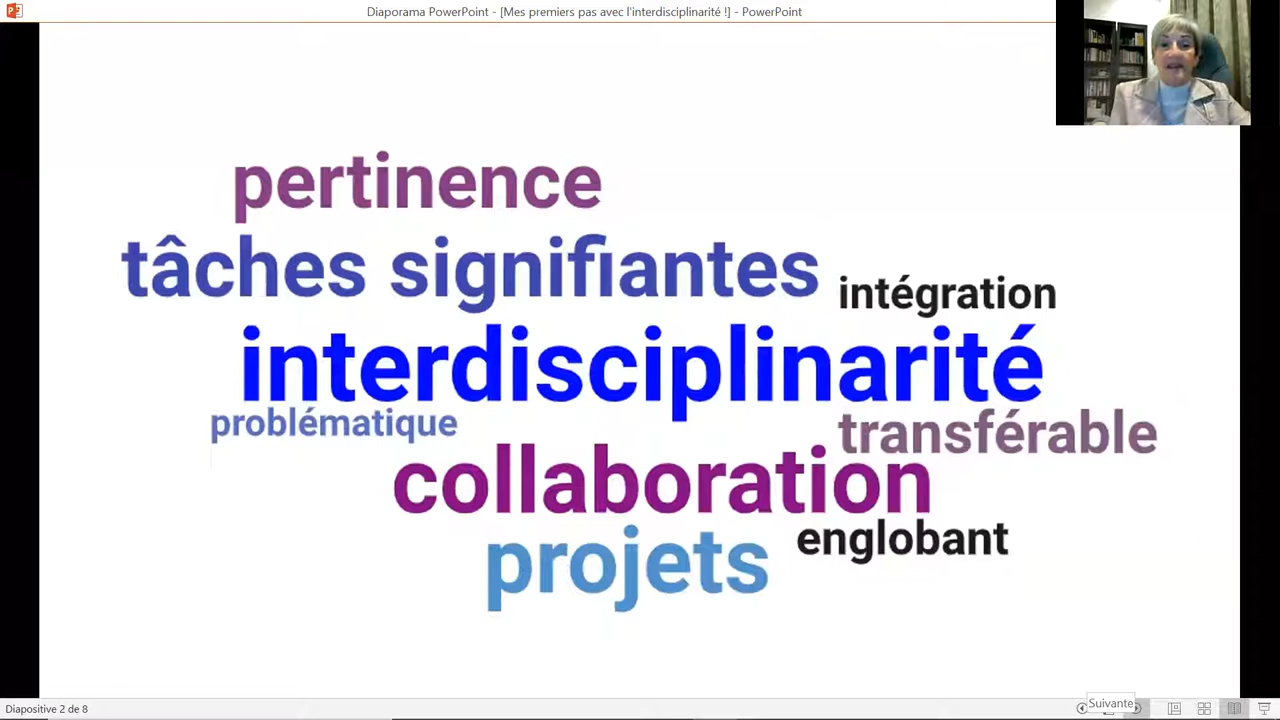 Diaporama PowerPoint - [Mes premiers pas avec l'interdisciplinarité !] - PowerPoint
pertinence
tâches signifiantes
intégration
interdisciplinarité
problématique
transférable
collaboration
englobant
projets
Diapositive 2 de 8
Suivante